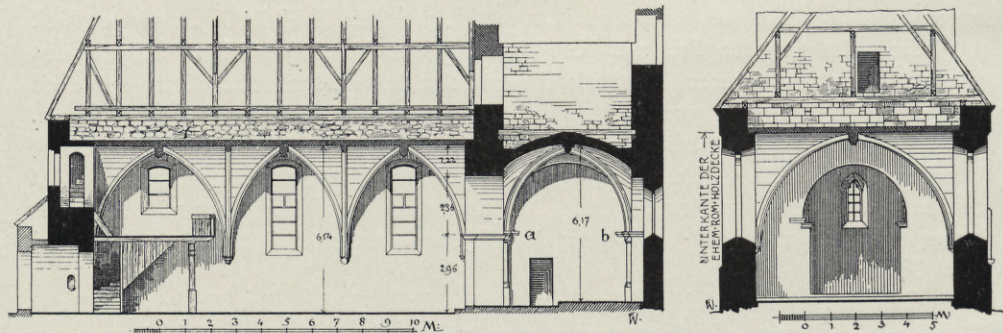 6,54
1,22
2,36
2,96
a
b
6,17
UNTERKANTE DER
EHEM·ROM·HOLZDECKE
0 1 2 3 4 5 6 7 8 9 10 M:
0 1 2 3 4 5 M: